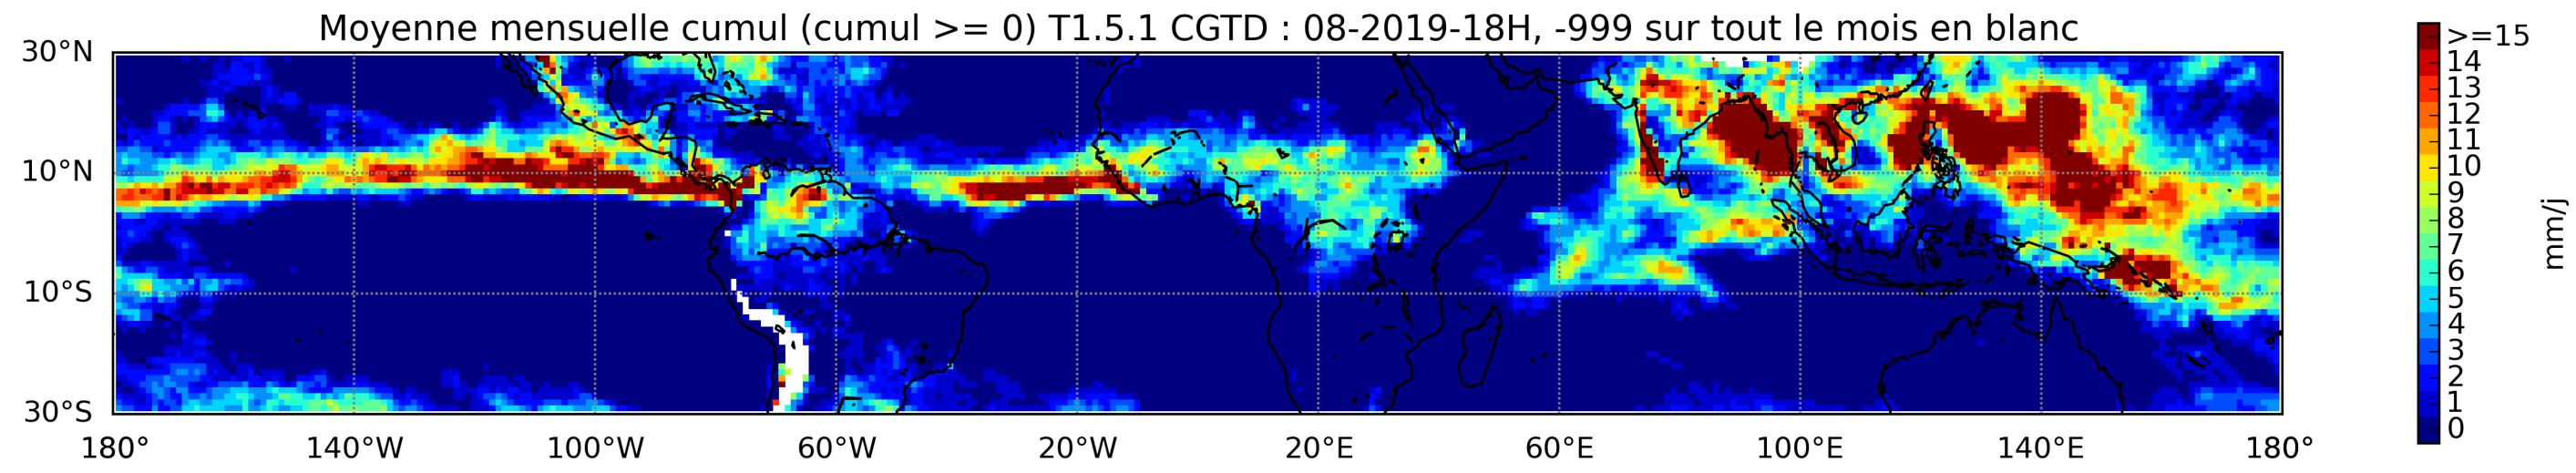 Moyenne mensuelle cumul (cumul >= 0) T1.5.1 CGTD : 08-2019-18H, -999 sur tout le mois en blanc
30°N
10°N
10°S
30°S
180°
140°W
100°W
60°W
20°W
20°E
60°E
100°E
140°E
180°
>=15
14
13
12
11
10
9
8
7
6
5
4
3
2
1
0
mm/j